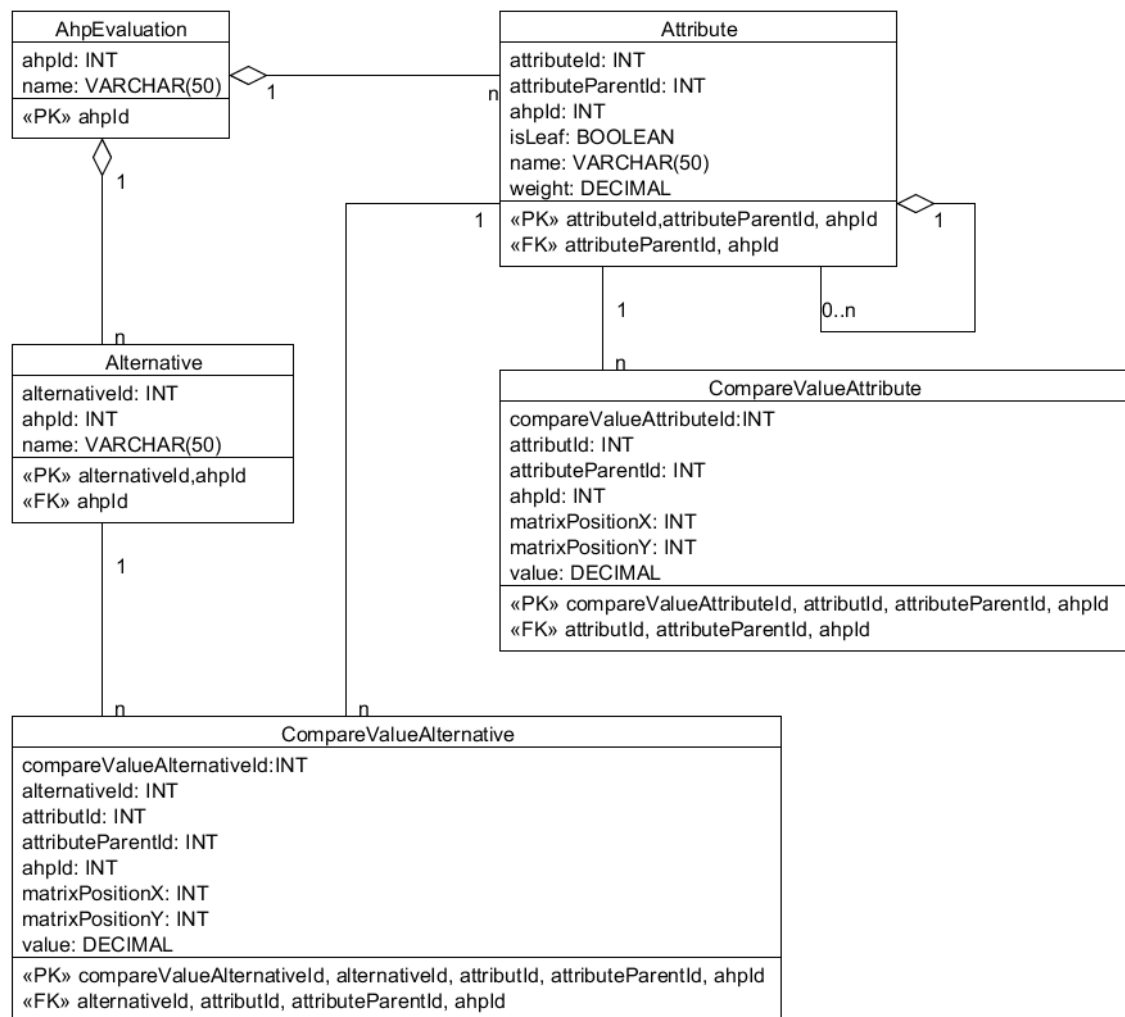 AhpEvaluation
ahpId: INT
name: VARCHAR(50)
«PK» ahpId
1
n
1
Attribute
attributeId: INT
attributeParentId: INT
ahpId: INT
isLeaf: BOOLEAN
name: VARCHAR(50)
weight: DECIMAL
«PK» attributeId,attributeParentId, ahpId
«FK» attributeParentId, ahpId
1
1
0..n
1
n
n
Alternative
alternativeId: INT
ahpId: INT
name: VARCHAR(50)
«PK» alternativeId,ahpId
«FK» ahpId
CompareValueAttribute
compareValueAttributeId:INT
attributId: INT
attributeParentId: INT
ahpId: INT
matrixPositionX: INT
matrixPositionY: INT
value: DECIMAL
«PK» compareValueAttributeId, attributId, attributeParentId, ahpId
«FK» attributId, attributeParentId, ahpId
1
n
n
CompareValueAlternative
compareValueAlternativeId:INT
alternativeId: INT
attributId: INT
attributeParentId: INT
ahpId: INT
matrixPositionX: INT
matrixPositionY: INT
value: DECIMAL
«PK» compareValueAlternativeId, alternativeId, attributId, attributeParentId, ahpId
«FK» alternativeId, attributId, attributeParentId, ahpId